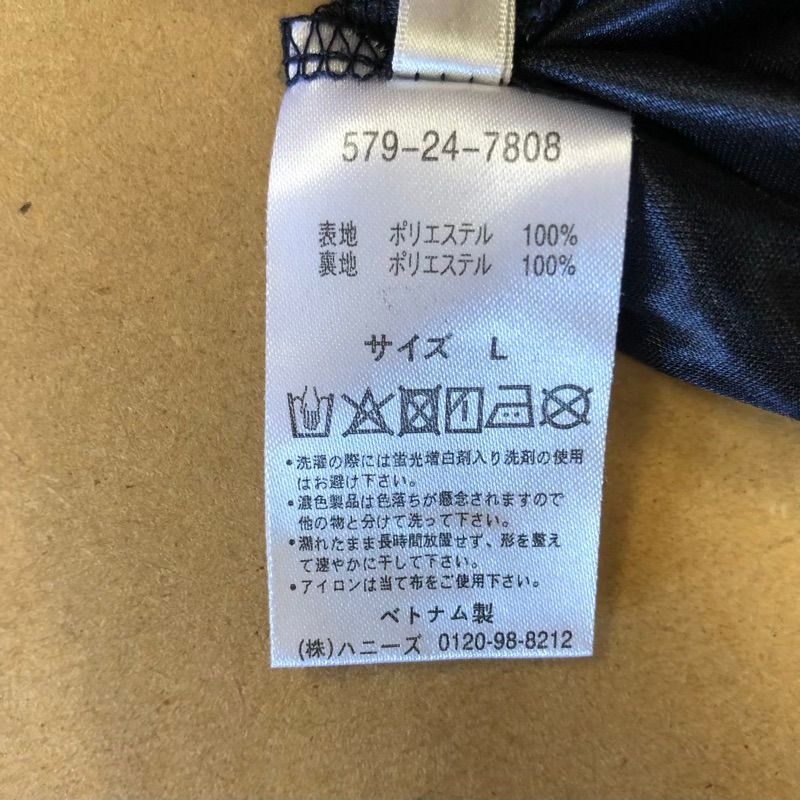 579-24-7808
表地 ポリエステル 100%
裏地 ポリエステル 100%
サイズ L
•洗濯の際には蛍光増白剤入り洗剤の使用
はお避け下さい。
•濃色製品は色落ちが懸念されますので
他の物と分けて洗って下さい。
•濡れたまま長時間放置せず、形を整え
て速やかに干して下さい。
•アイロンは当て布をご使用下さい。
ベトナム製
(株)ハニーズ 0120-98-8212